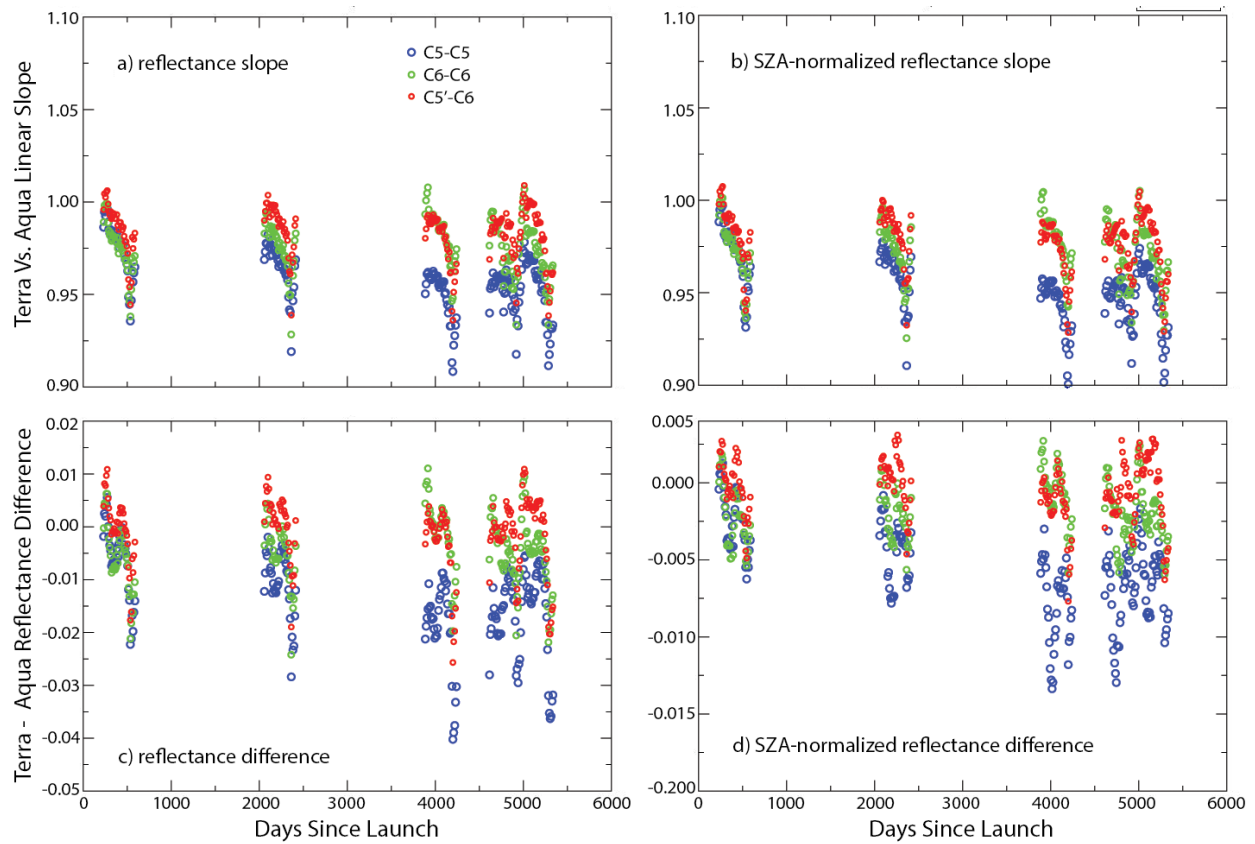 a) reflectance slope
C5-C5
C6-C6
C5′-C6
b) SZA-normalized reflectance slope
Terra Vs. Aqua Linear Slope
1.10
1.05
1.00
0.95
0.90
1.10
1.05
1.00
0.95
0.90
Terra - Aqua Reflectance Difference
0.02
0.01
0.00
-0.01
-0.02
-0.03
-0.04
-0.05
c) reflectance difference
0.005
0.000
-0.005
-0.010
-0.015
-0.200
d) SZA-normalized reflectance difference
0 1000 2000 3000 4000 5000 6000
0 1000 2000 3000 4000 5000 6000
Days Since Launch
Days Since Launch